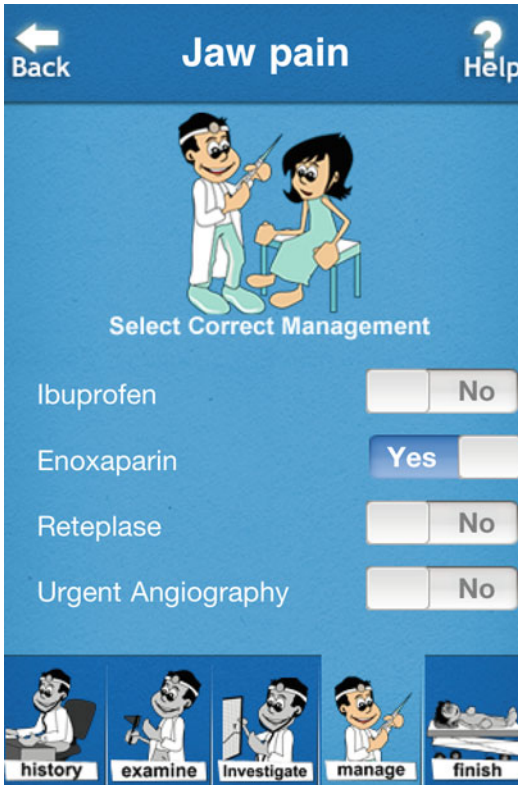 Back
Jaw pain
?
Help
Select Correct Management
Ibuprofen
No
Enoxaparin
Yes
Reteplase
No
Urgent Angiography
No
history
examine
Investigate
manage
finish